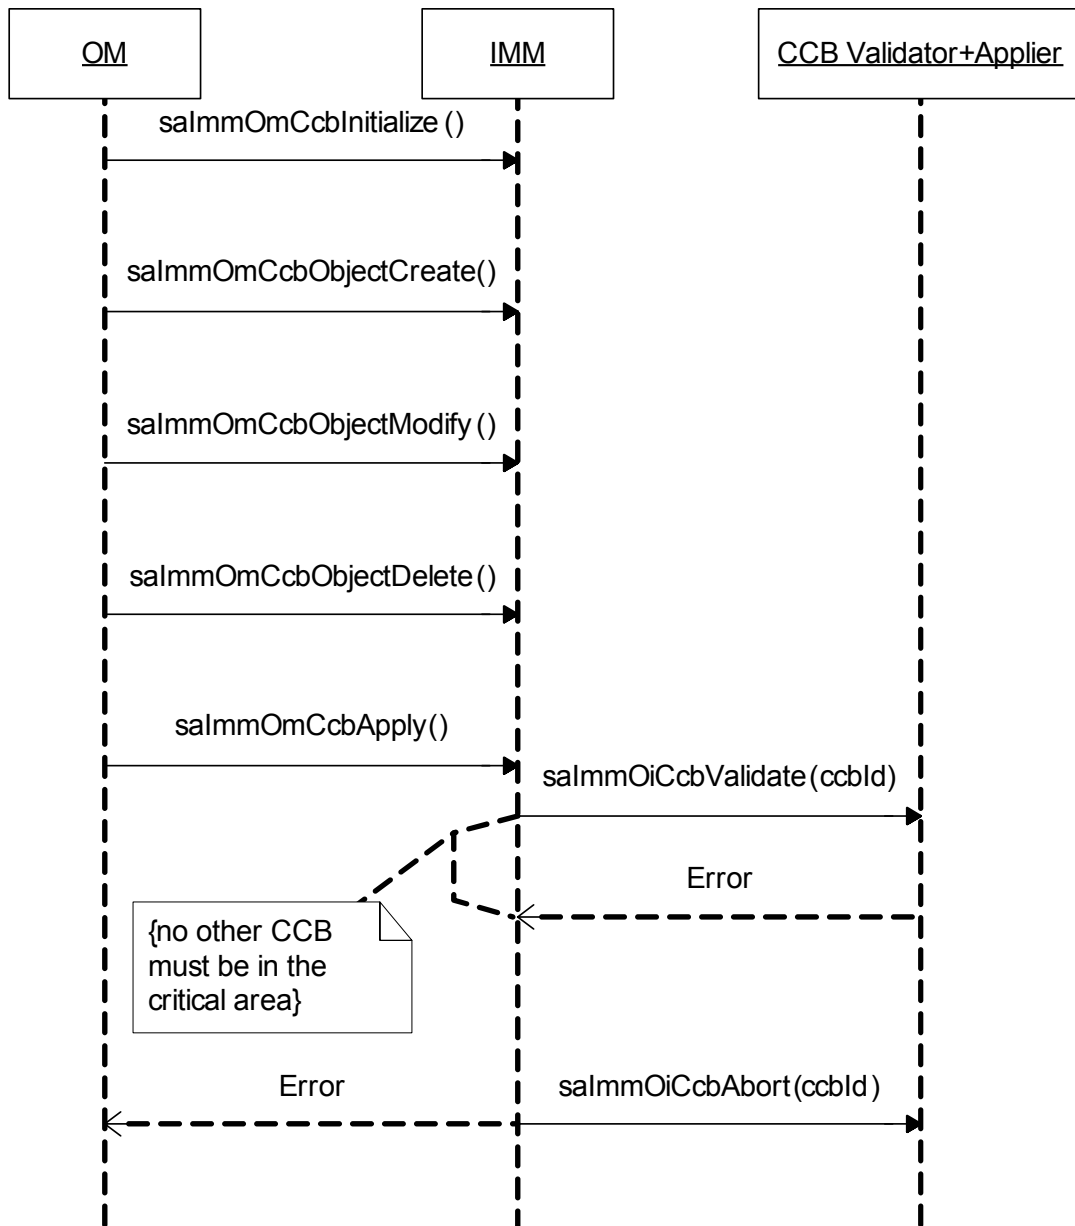 OM
IMM
CCB Validator+Applier
saImmOmCcbInitialize ()
saImmOmCcbObjectCreate()
saImmOmCcbObjectModify ()
saImmOmCcbObjectDelete ()
saImmOmCcbApply ()
saImmOiCcbValidate (ccbId)
Error
{no other CCB
must be in the
critical area}
Error
saImmOiCcbAbort (ccbId)